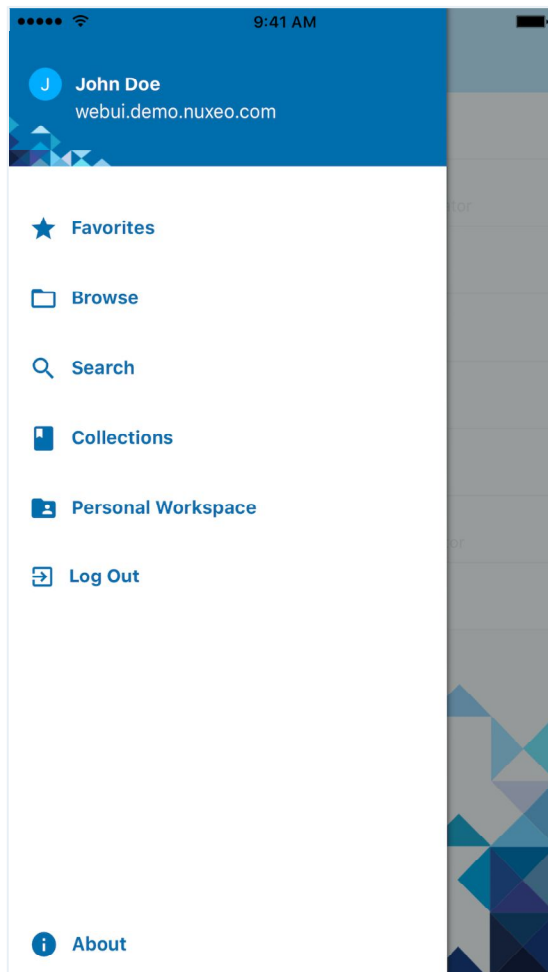 9:41 AM
J
John Doe
webui.demo.nuxeo.com
Favorites
Browse
Search
Collections
Personal Workspace
Log Out
About